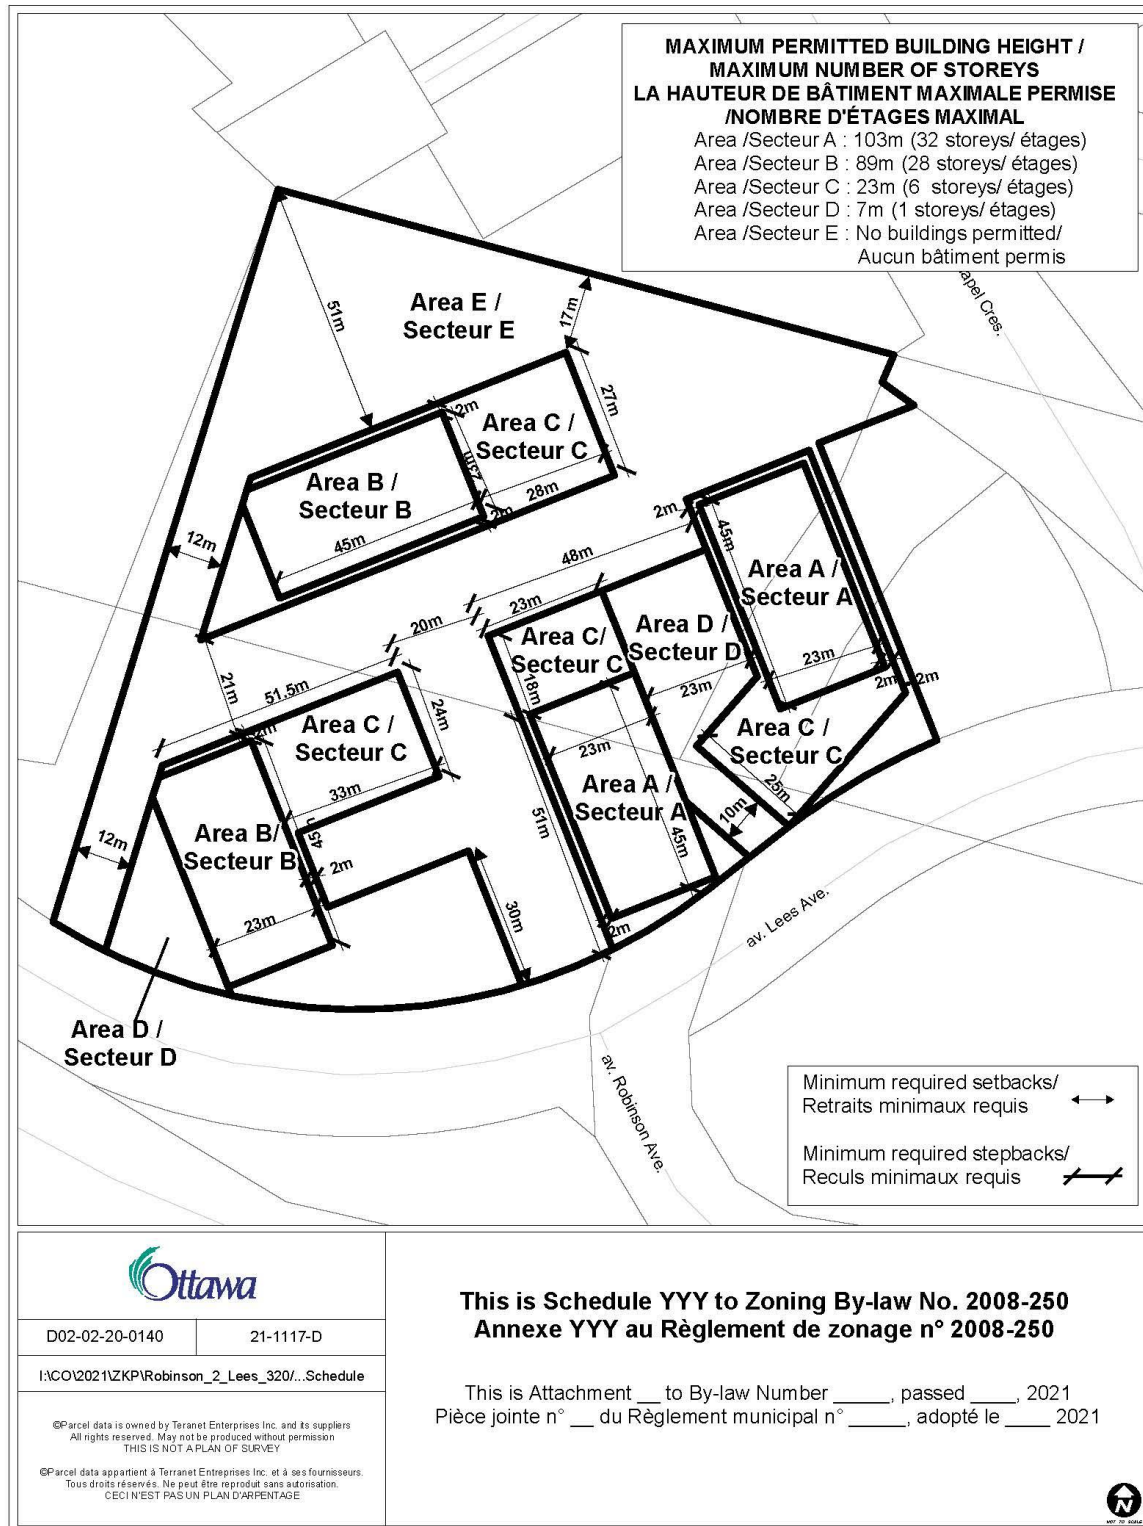 MAXIMUM PERMITTED BUILDING HEIGHT /
MAXIMUM NUMBER OF STOREYS
LA HAUTEUR DE BÂTIMENT MAXIMALE PERMISE
/NOMBRE D'ÉTAGES MAXIMAL
Area /Secteur A : 103m (32 storeys/ étages)
Area /Secteur B : 89m (28 storeys/ étages)
Area /Secteur C : 23m (6 storeys/ étages)
Area /Secteur D : 7m (1 storeys/ étages)
Area /Secteur E : No buildings permitted/
Aucun bâtiment permis
apel Cres.
51m
Area E /
Secteur E
17m
27m
2m
Area C /
Secteur C
23m
28m
2m
Area B /
Secteur B
45m
12m
48m
2m
45m
Area A /
Secteur A
23m
2m
2m
20m
23m
Area C/
Secteur C
18m
Area D /
Secteur D
23m
Area C /
Secteur C
25m
10m
21m
51.5m
2m
Area C /
Secteur C
24m
33m
23m
Area A /
Secteur A
45m
51m
2m
12m
Area B/
Secteur B
45m
2m
23m
30m
Area D /
Secteur D
av. Lees Ave.
av. Robinson Ave.
Minimum required setbacks/
Retraits minimaux requis
Minimum required stepbacks/
Reculs minimaux requis
Ottawa
D02-02-20-0140
21-1117-D
I:\CO\2021\ZKP\Robinson_2_Lees_320/...Schedule
©Parcel data is owned by Teranet Enterprises Inc. and its suppliers
All rights reserved. May not be produced without permission
THIS IS NOT A PLAN OF SURVEY
©Parcel data appartient à Terranet Entreprises Inc. et à ses fournisseurs.
Tous droits réservés. Ne peut être reproduit sans autorisation.
CECI N'EST PAS UN PLAN D'ARPENTAGE
This is Schedule YYY to Zoning By-law No. 2008-250
Annexe YYY au Règlement de zonage n° 2008-250
This is Attachment __ to By-law Number _____, passed ____, 2021
Pièce jointe n° __ du Règlement municipal n° _____, adopté le ____ 2021
N
NOT TO SCALE